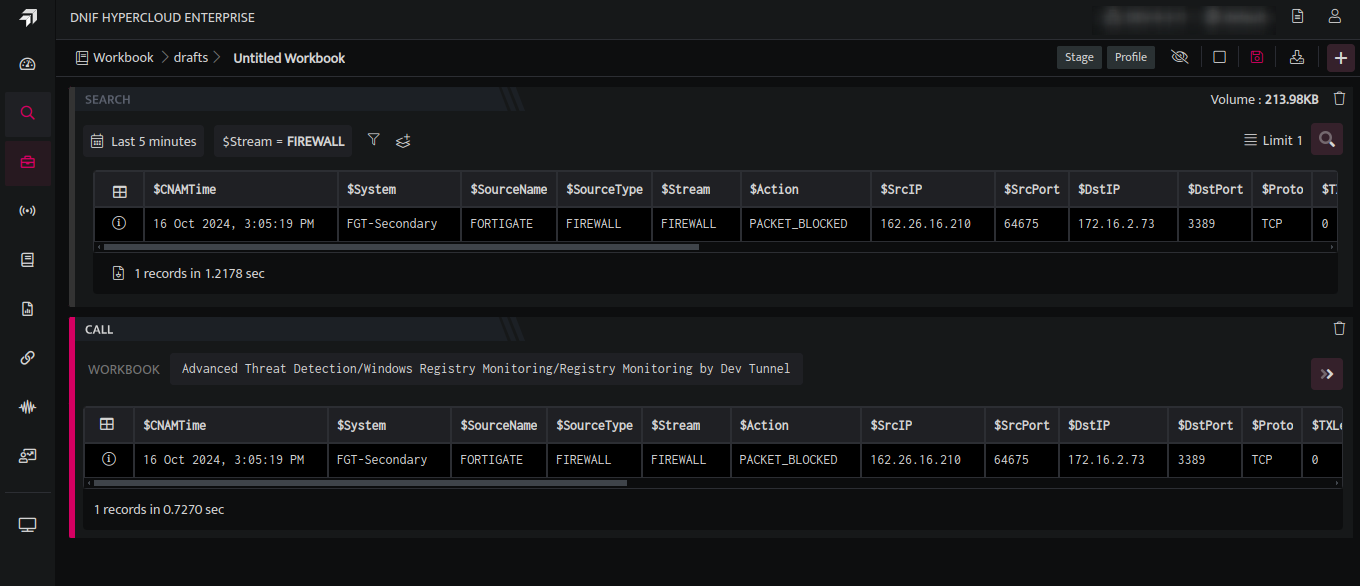 DNIF HYPERCLOUD ENTERPRISE
Workbook drafts Untitled Workbook Stage Profile
SEARCH Volume : 213.98KB
Last 5 minutes $Stream = FIREWALL Limit 1
$CNAMTime $System $SourceName $SourceType $Stream $Action $SrcIP $SrcPort $DstIP $DstPort $Proto
16 Oct 2024, 3:05:19 PM FGT-Secondary FORTIGATE FIREWALL FIREWALL PACKET_BLOCKED 162.26.16.210 64675 172.16.2.73 3389 TCP 0
1 records in 1.2178 sec
CALL
WORKBOOK Advanced Threat Detection/Windows Registry Monitoring/Registry Monitoring by Dev Tunnel
$CNAMTime $System $SourceName $SourceType $Stream $Action $SrcIP $SrcPort $DstIP $DstPort $Proto
16 Oct 2024, 3:05:19 PM FGT-Secondary FORTIGATE FIREWALL FIREWALL PACKET_BLOCKED 162.26.16.210 64675 172.16.2.73 3389 TCP 0
1 records in 0.7270 sec